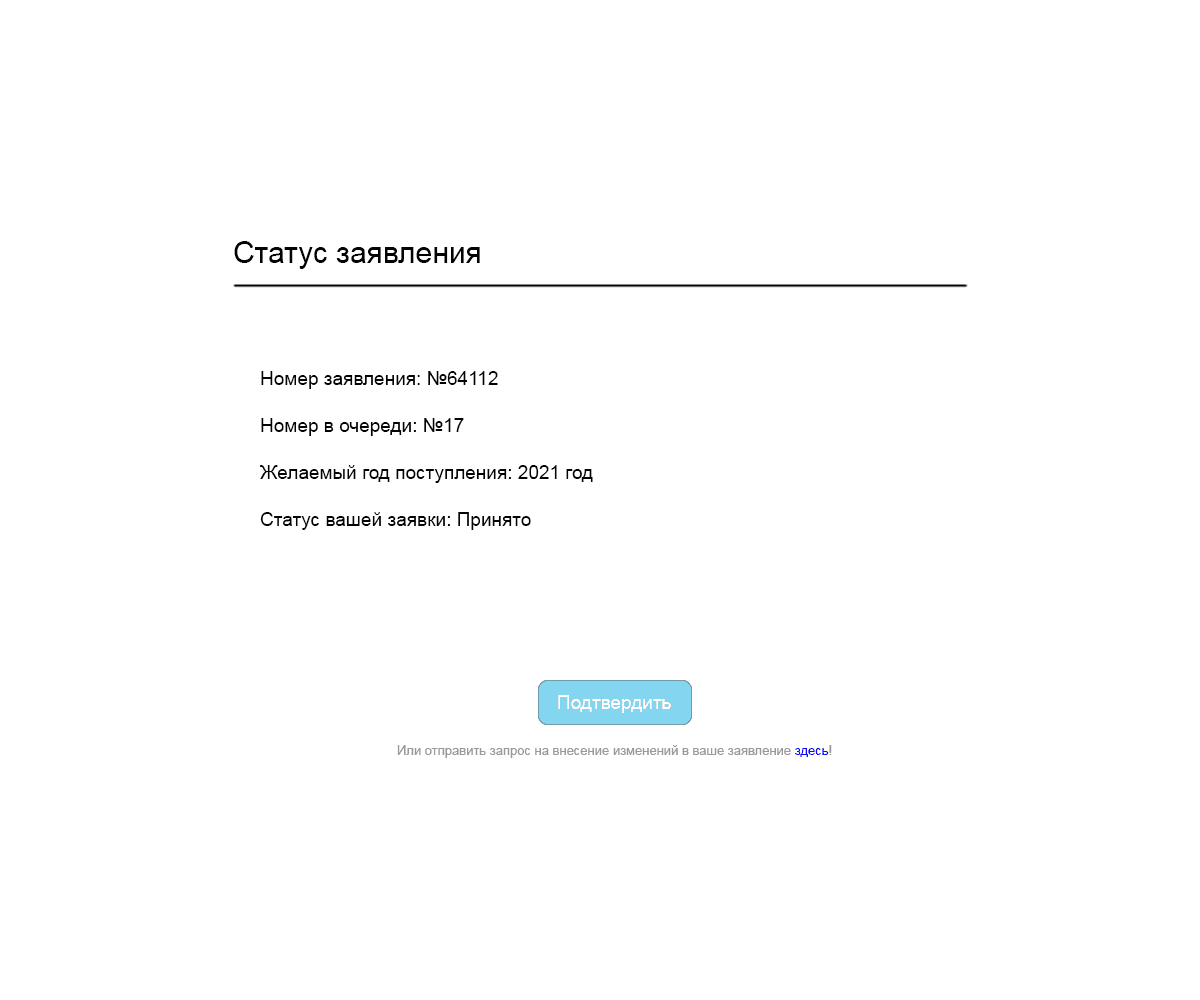 Статус заявления
Номер заявления: №64112
Номер в очереди: №17
Желаемый год поступления: 2021 год
Статус вашей заявки: Принято
Подтвердить
Или отправить запрос на внесение изменений в ваше заявление здесь!